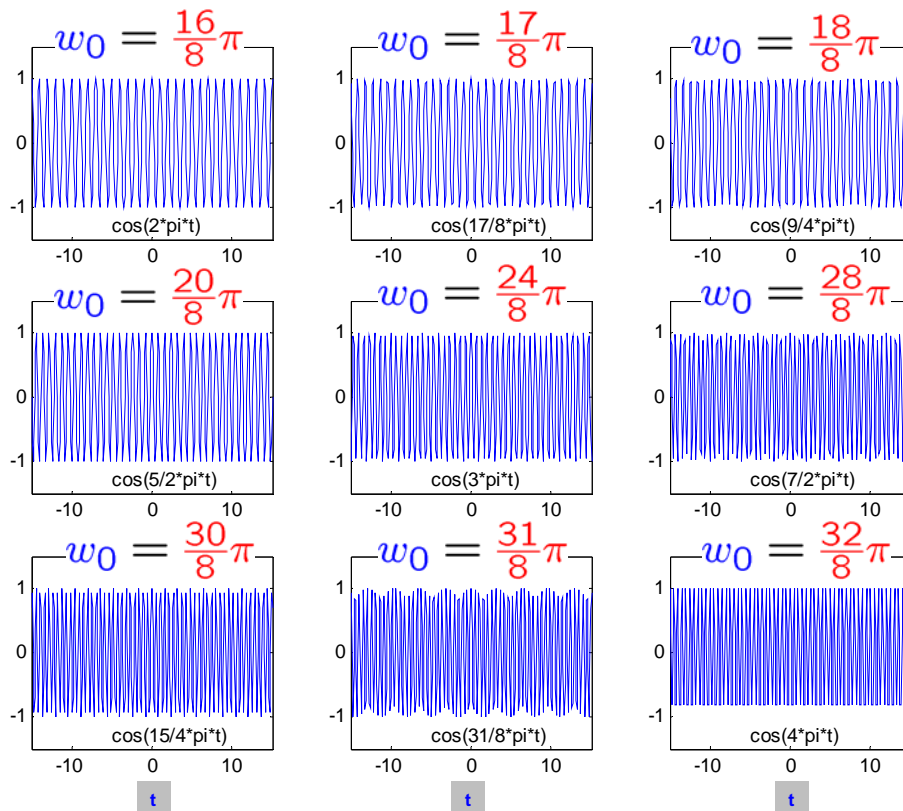 w₀ = 16/8 π
w₀ = 17/8 π
w₀ = 18/8 π
1
0
-1
cos(2*pi*t)
-10 0 10
1
0
-1
cos(17/8*pi*t)
-10 0 10
1
0
-1
cos(9/4*pi*t)
-10 0 10
w₀ = 20/8 π
w₀ = 24/8 π
w₀ = 28/8 π
1
0
-1
cos(5/2*pi*t)
-10 0 10
1
0
-1
cos(3*pi*t)
-10 0 10
1
0
-1
cos(7/2*pi*t)
-10 0 10
w₀ = 30/8 π
w₀ = 31/8 π
w₀ = 32/8 π
1
0
-1
cos(15/4*pi*t)
-10 0 10
t
1
0
-1
cos(31/8*pi*t)
-10 0 10
t
1
0
-1
cos(4*pi*t)
-10 0 10
t